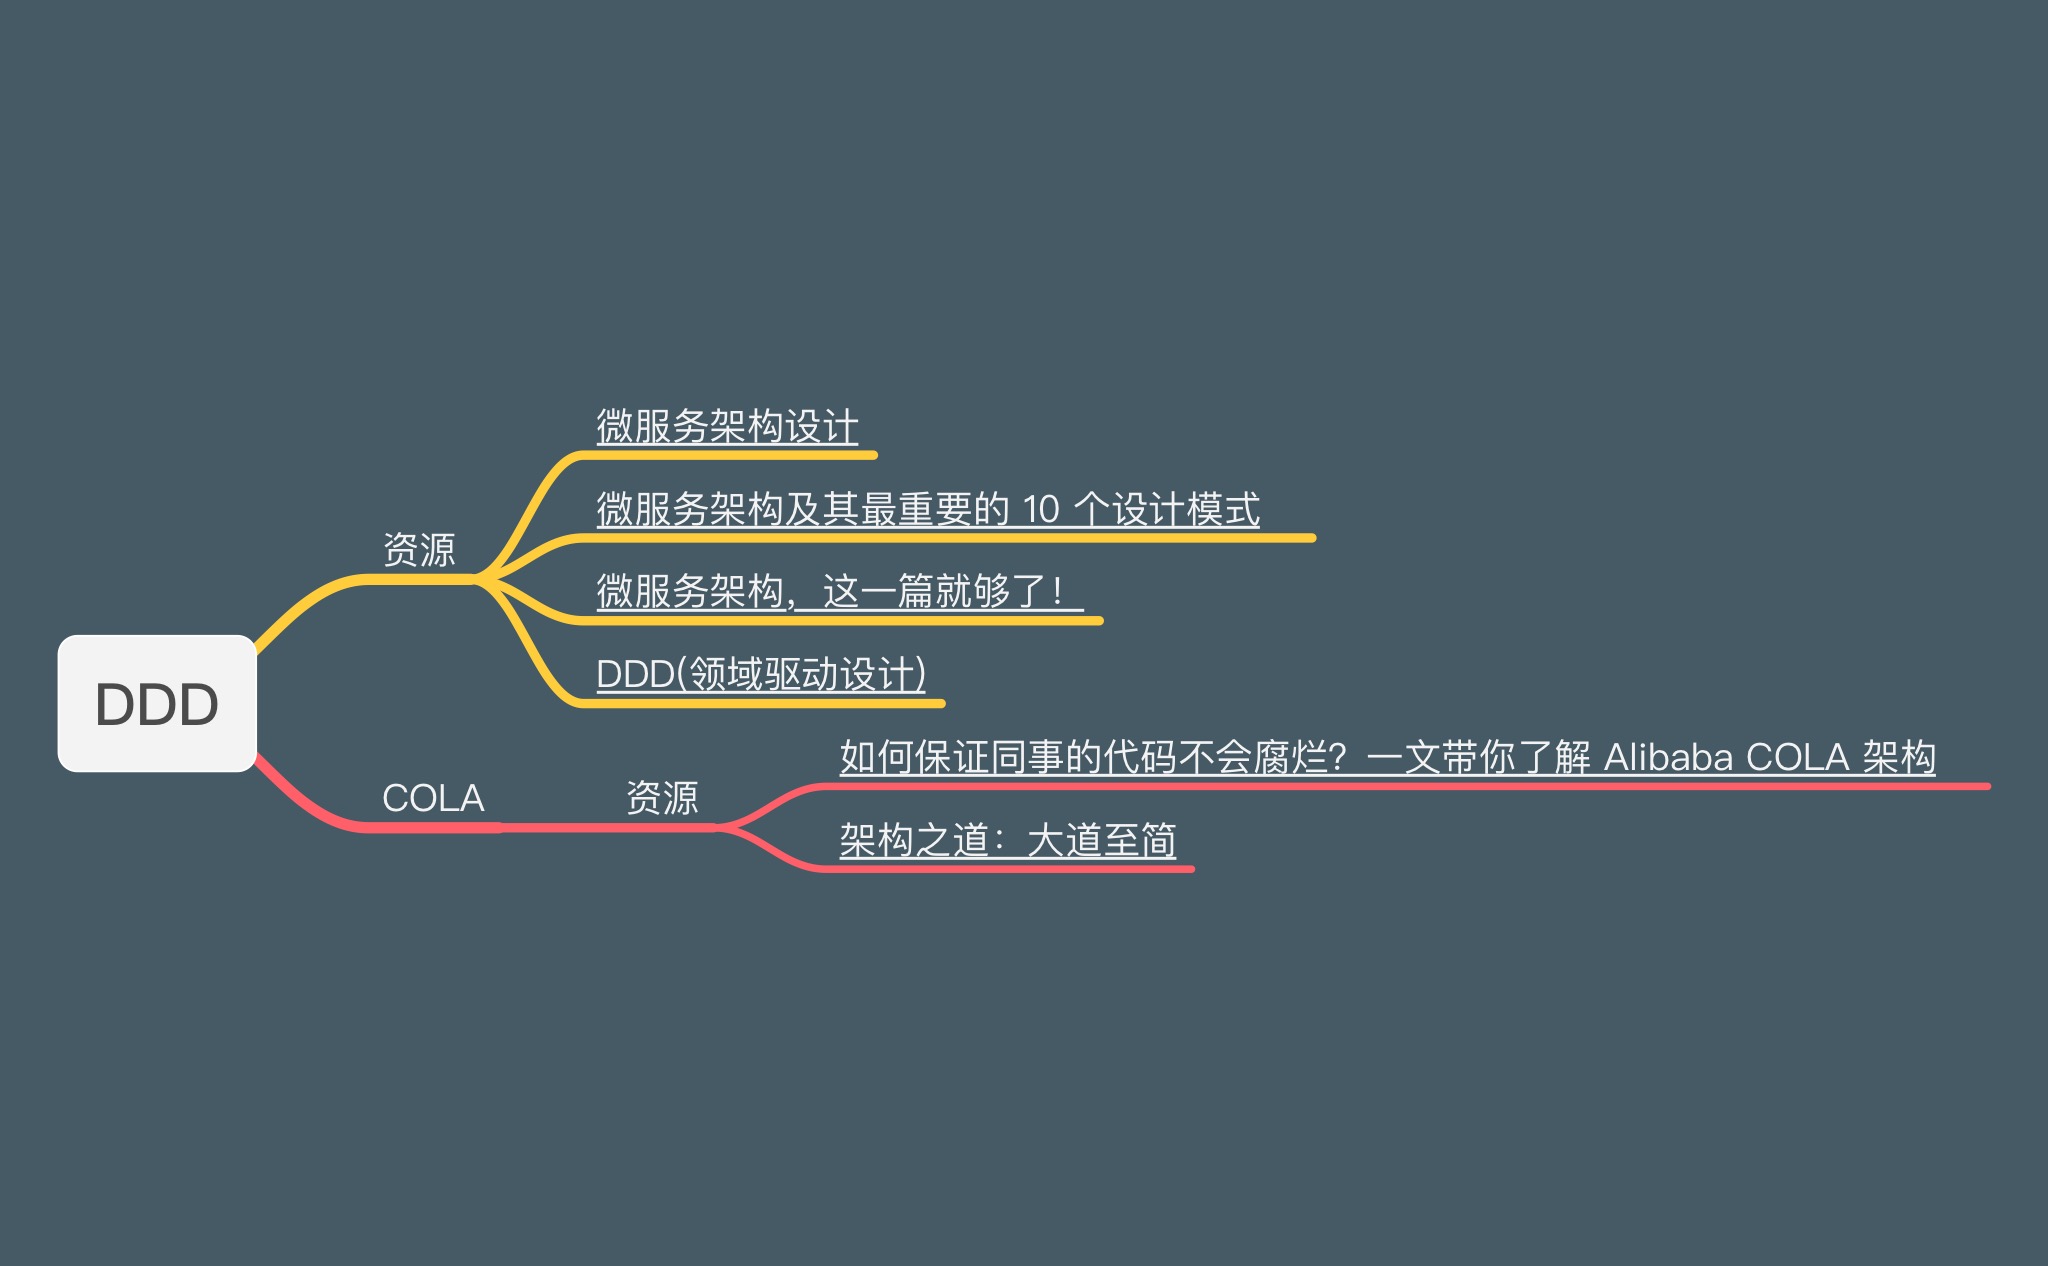 DDD
资源
微服务架构设计
微服务架构及其最重要的 10 个设计模式
微服务架构，这一篇就够了！
DDD(领域驱动设计)
COLA
资源
如何保证同事的代码不会腐烂？一文带你了解 Alibaba COLA 架构
架构之道：大道至简